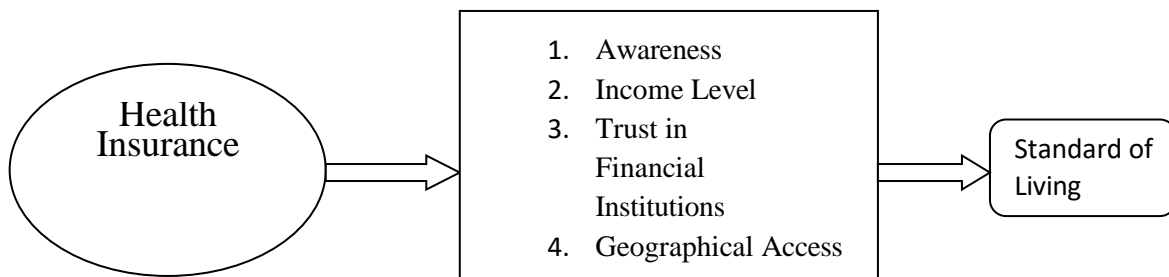 Health
Insurance
1. Awareness
2. Income Level
3. Trust in
Financial
Institutions
4. Geographical Access
Standard of
Living